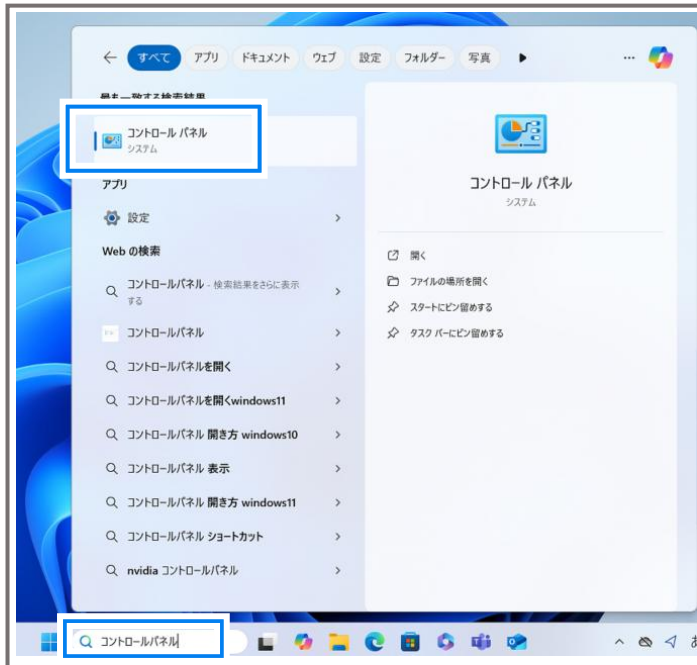 すべて アプリ ドキュメント ウェブ 設定 フォルダー 写真
最も一致する検索結果
コントロール パネル
システム
アプリ
設定
Web の検索
コントロールパネル - 検索結果をさらに表示
する
コントロールパネル
コントロールパネルを開く
コントロールパネルを開くwindows11
コントロールパネル 開き方 windows10
コントロールパネル 表示
コントロールパネル 開き方 windows11
コントロールパネル ショートカット
nvidia コントロールパネル
コントロール パネル
システム
開く
ファイルの場所を開く
スタートにピン留めする
タスク バーにピン留めする
コントロールパネル
あ